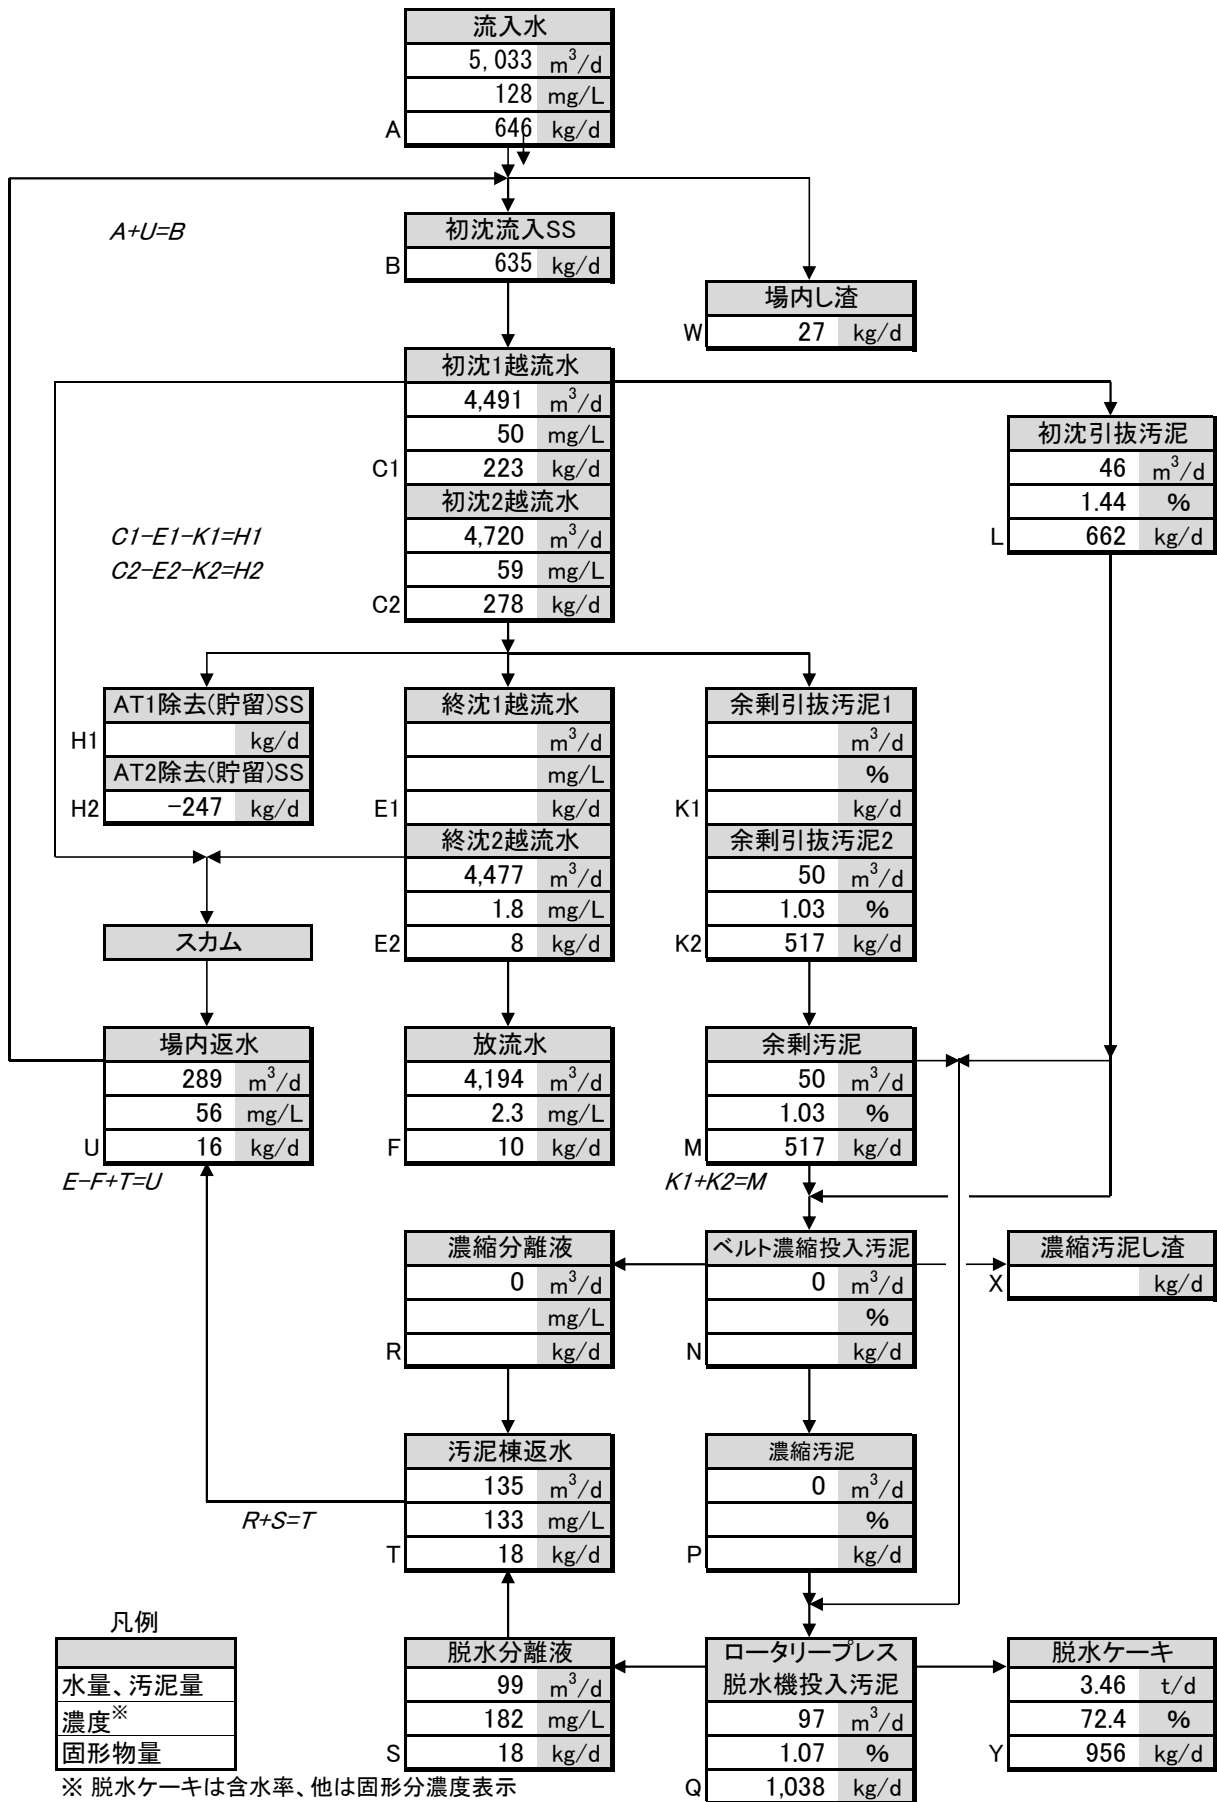 流入水
5,033 m³/d
128 mg/L
A 646 kg/d
A+U=B
初沈流入SS
B 635 kg/d
場内し渣
W 27 kg/d
初沈1越流水
4,491 m³/d
50 mg/L
C1 223 kg/d
初沈2越流水
4,720 m³/d
59 mg/L
C2 278 kg/d
初沈引抜汚泥
46 m³/d
1.44 %
L 662 kg/d
C1-E1-K1=H1
C2-E2-K2=H2
AT1除去(貯留)SS
H1 kg/d
AT2除去(貯留)SS
H2 -247 kg/d
終沈1越流水
m³/d
mg/L
E1 kg/d
終沈2越流水
4,477 m³/d
1.8 mg/L
E2 8 kg/d
余剰引抜汚泥1
m³/d
%
K1 kg/d
余剰引抜汚泥2
50 m³/d
1.03 %
K2 517 kg/d
スカム
場内返水
289 m³/d
56 mg/L
U 16 kg/d
E-F+T=U
放流水
4,194 m³/d
2.3 mg/L
F 10 kg/d
余剰汚泥
50 m³/d
1.03 %
M 517 kg/d
K1+K2=M
濃縮分離液
0 m³/d
mg/L
R kg/d
ベルト濃縮投入汚泥
0 m³/d
%
N kg/d
濃縮汚泥し渣
X kg/d
汚泥棟返水
135 m³/d
133 mg/L
T 18 kg/d
R+S=T
濃縮汚泥
0 m³/d
%
P kg/d
凡例
水量、汚泥量
濃度※
固形物量
※ 脱水ケーキは含水率、他は固形分濃度表示
脱水分離液
99 m³/d
182 mg/L
S 18 kg/d
ロータリープレス
脱水機投入汚泥
97 m³/d
1.07 %
Q 1,038 kg/d
脱水ケーキ
3.46 t/d
72.4 %
Y 956 kg/d